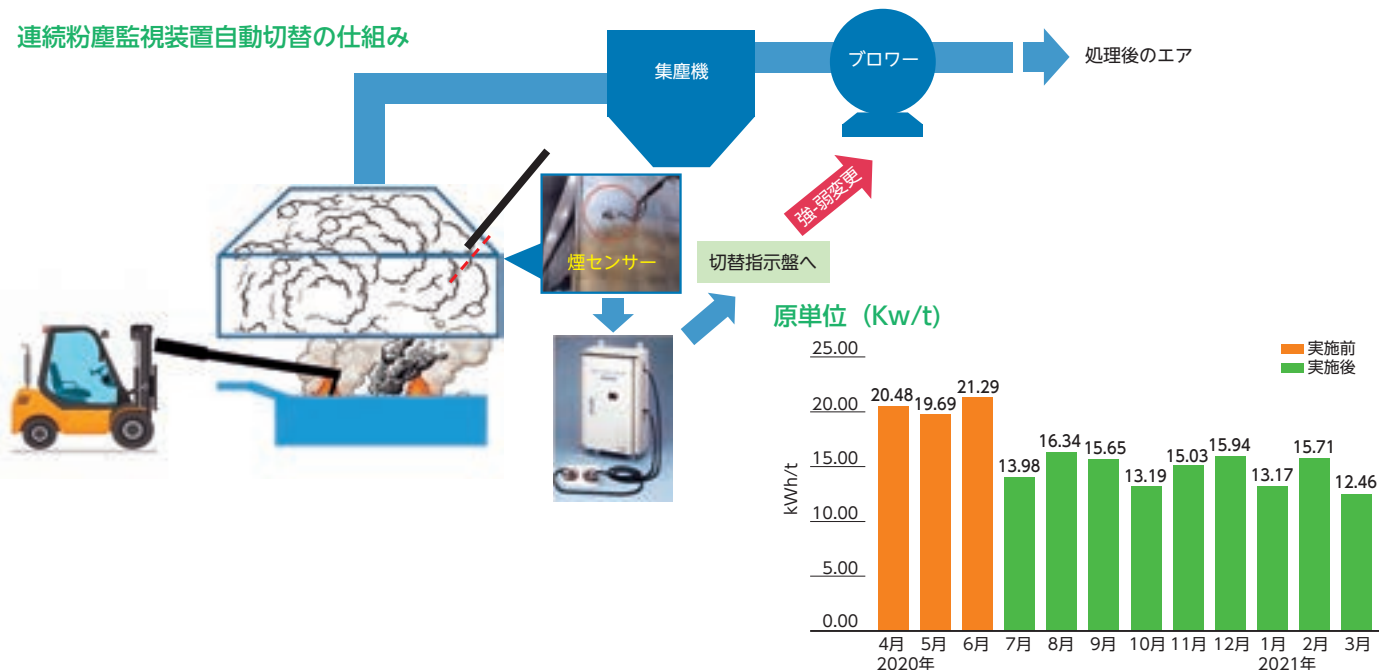 連続粉塵監視装置自動切替の仕組み
集塵機
ブロワー
処理後のエア
強-弱変更
煙センサー
切替指示盤へ
原単位（Kw/t)
実施前
実施後
kWh/t
25.00
20.00
15.00
10.00
5.00
0.00
20.48
19.69
21.29
13.98
16.34
15.65
13.19
15.03
15.94
13.17
15.71
12.46
4月 5月 6月 7月 8月 9月 10月 11月 12月 1月 2月 3月
2020年 2021年